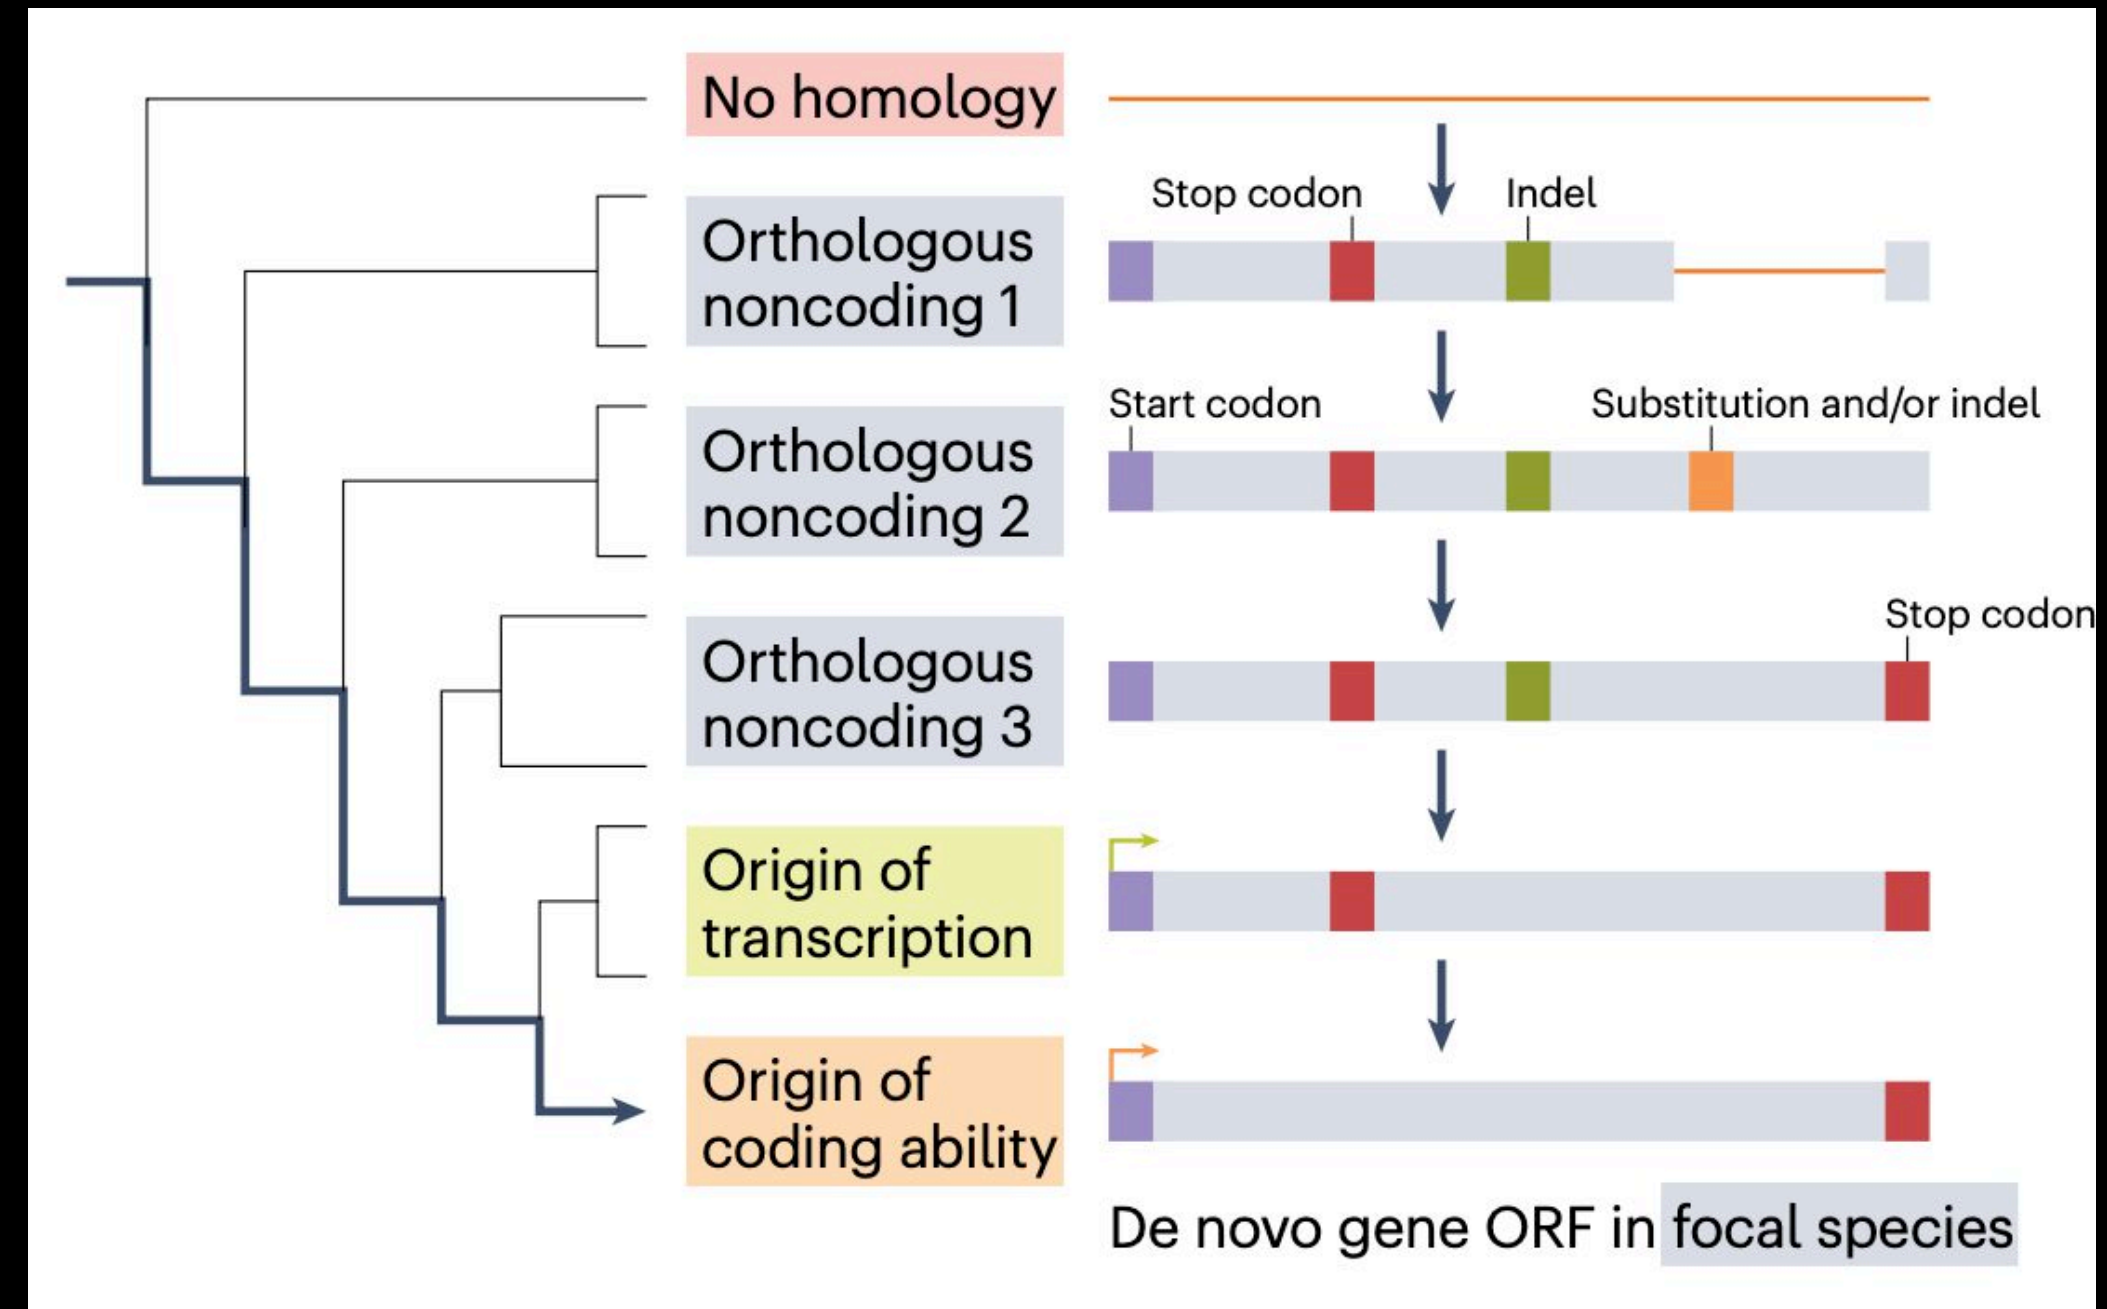 No homology
Stop codon
Indel
Orthologous
noncoding 1
Start codon
Substitution and/or indel
Orthologous
noncoding 2
Stop codon
Orthologous
noncoding 3
Origin of
transcription
Origin of
coding ability
De novo gene ORF in focal species